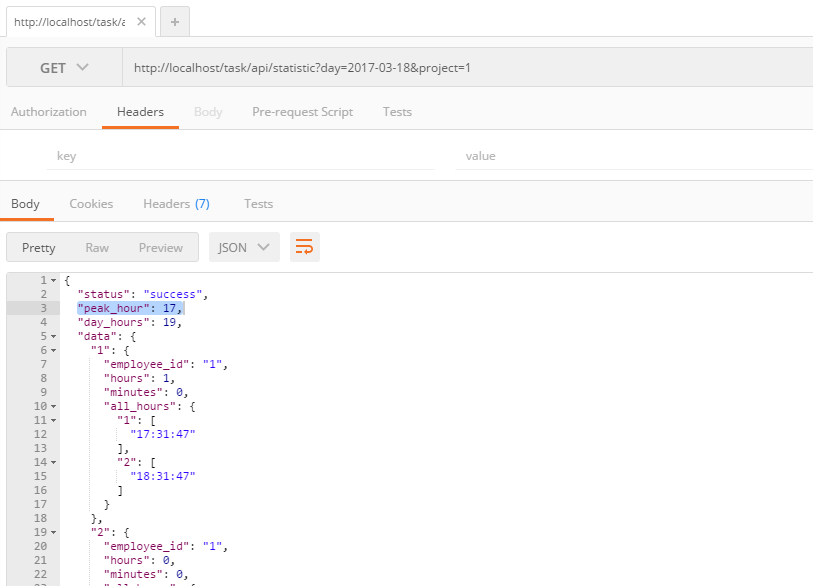 http://localhost/task/a
GET http://localhost/task/api/statistic?day=2017-03-18&project=1
Authorization Headers Body Pre-request Script Tests
key value
Body Cookies Headers (7) Tests
Pretty Raw Preview JSON
1 {
2 "status": "success",
3 "peak_hour": 17,
4 "day_hours": 19,
5 "data": {
6 "1": {
7 "employee_id": "1",
8 "hours": 1,
9 "minutes": 0,
10 "all_hours": {
11 "1": [
12 "17:31:47"
13 ],
14 "2": [
15 "18:31:47"
16 ]
17 }
18 },
19 "2": {
20 "employee_id": "1",
21 "hours": 0,
22 "minutes": 0,